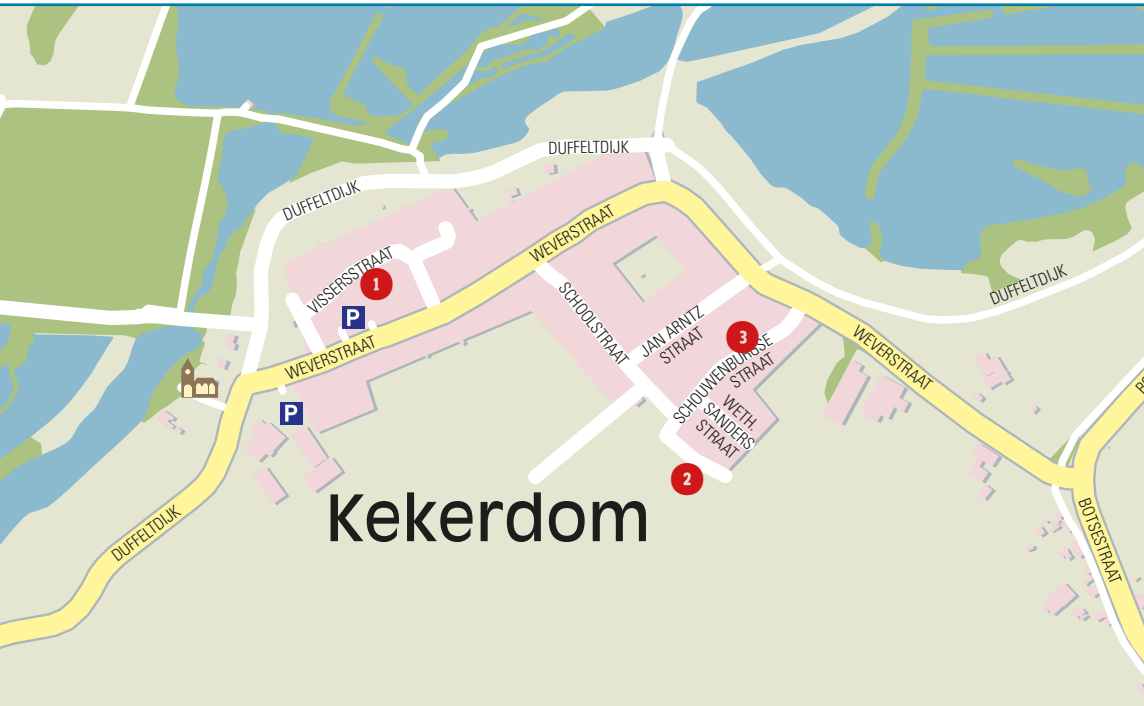 DUFFELTDIJK
DUFFELTDIJK
WEVERSTRAAT
VISSERSSTRAAT
1
P
DUFFELTDIJK
SCHOOLSTRAAT
JAN ARNTZ
STRAAT
3
WEVERSTRAAT
WEVERSTRAAT
SCHOUWENBURGSE
STRAAT
P
WETH.
SANDERS
STRAAT
2
Kekerdom
DUFFELTDIJK
BOTSESTRAAT